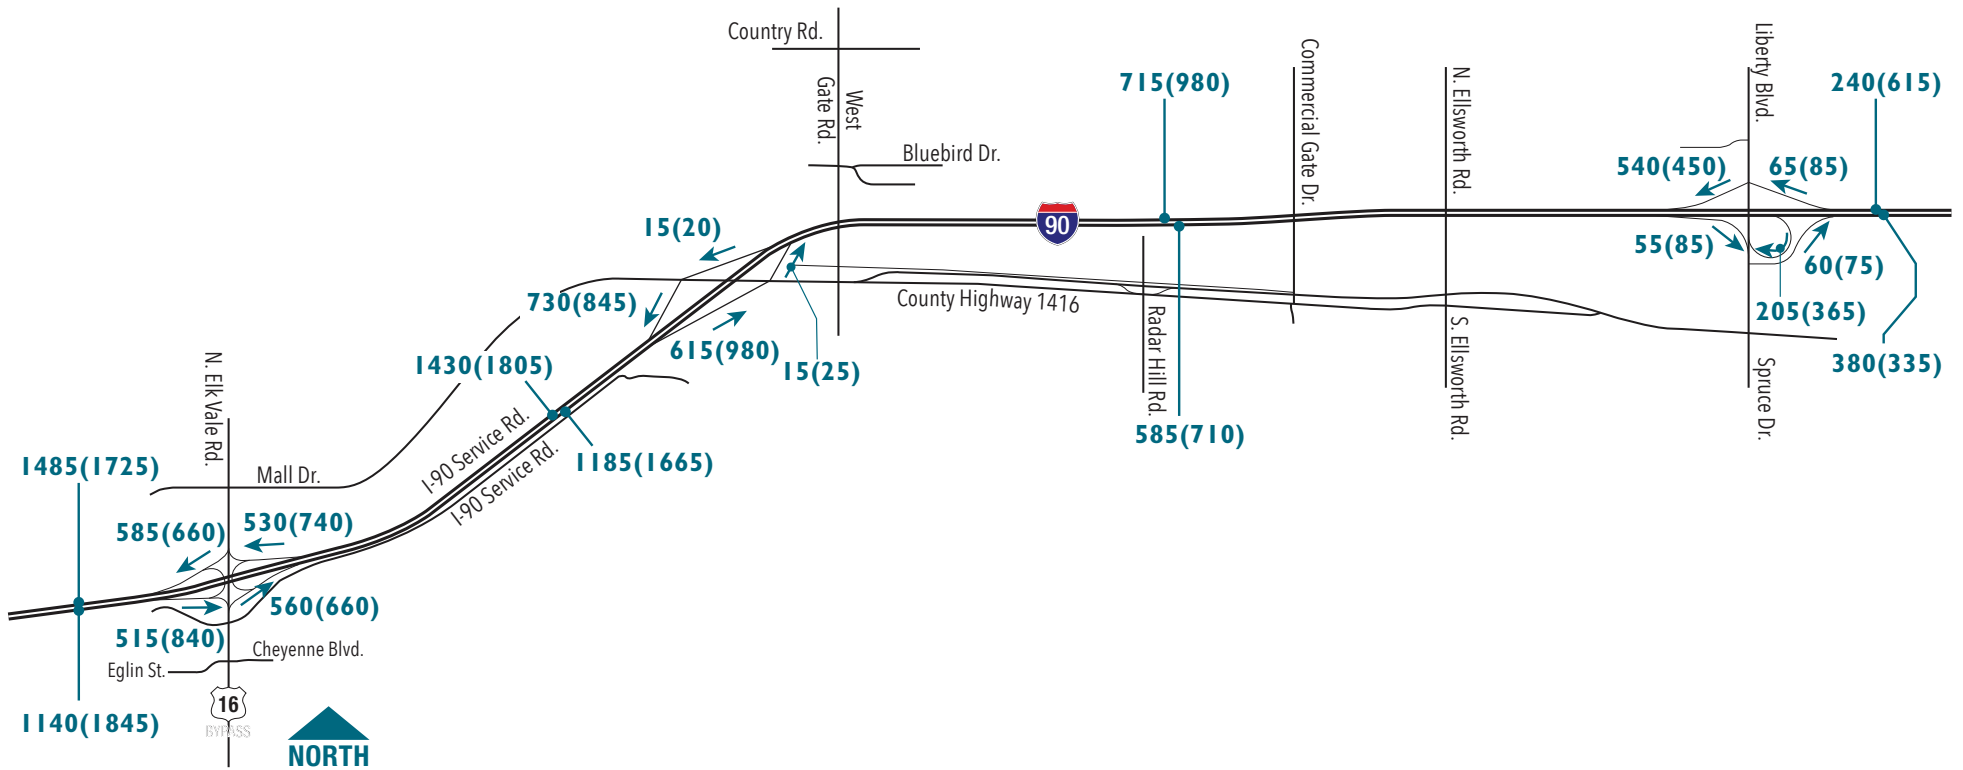 Country Rd.
West
Gate Rd.
715(980)
Commercial Gate Dr.
N. Ellsworth Rd.
Liberty Blvd.
240(615)
Bluebird Dr.
540(450)
65(85)
15(20)
90
55(85)
60(75)
730(845)
County Highway 1416
205(365)
615(980)
15(25)
Radar Hill Rd.
S. Ellsworth Rd.
Spruce Dr.
380(335)
1430(1805)
N. Elk Vale Rd.
585(710)
I-90 Service Rd.
I-90 Service Rd.
1185(1665)
1485(1725)
Mall Dr.
585(660)
530(740)
560(660)
515(840)
Cheyenne Blvd.
Eglin St.
16
BYPASS
1140(1845)
NORTH